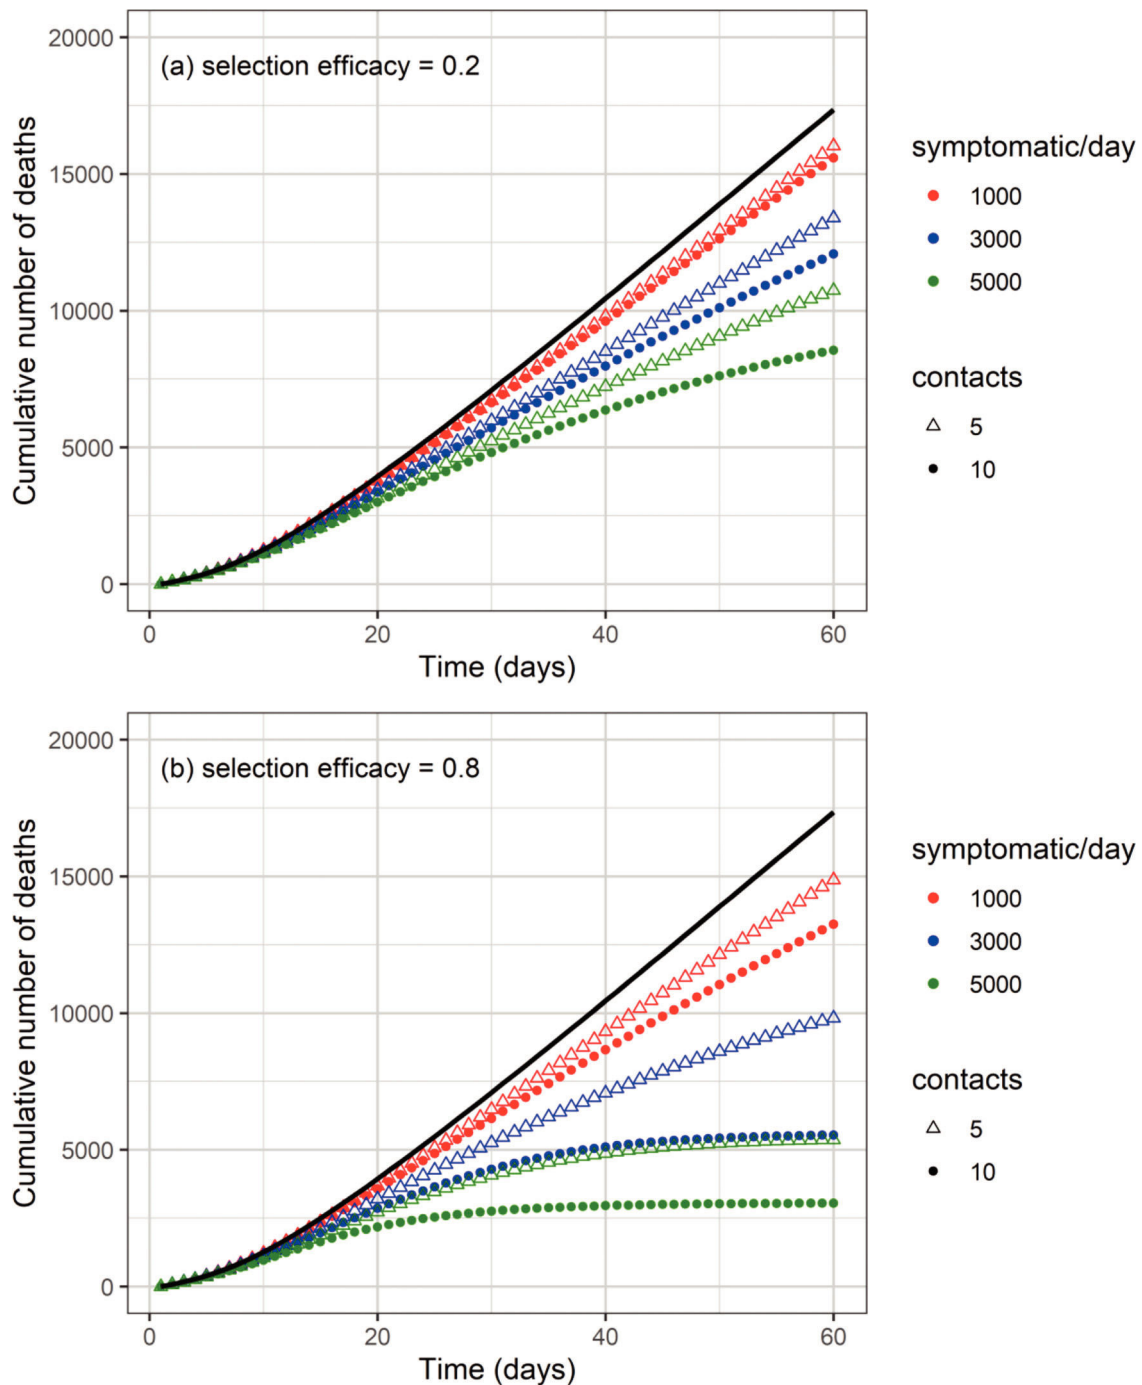 (a) selection efficacy = 0.2
Cumulative number of deaths
20000
15000
10000
5000
0
0
20
40
60
Time (days)
symptomatic/day
1000
3000
5000
contacts
5
10
(b) selection efficacy = 0.8
Cumulative number of deaths
20000
15000
10000
5000
0
0
20
40
60
Time (days)
symptomatic/day
1000
3000
5000
contacts
5
10